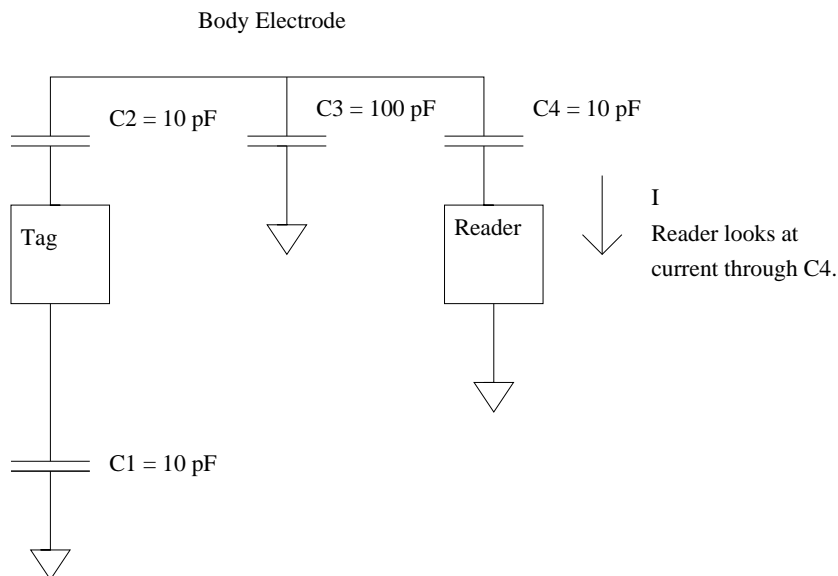 Body Electrode
C2 = 10 pF
C3 = 100 pF
C4 = 10 pF
Tag
Reader
I
Reader looks at
current through C4.
C1 = 10 pF